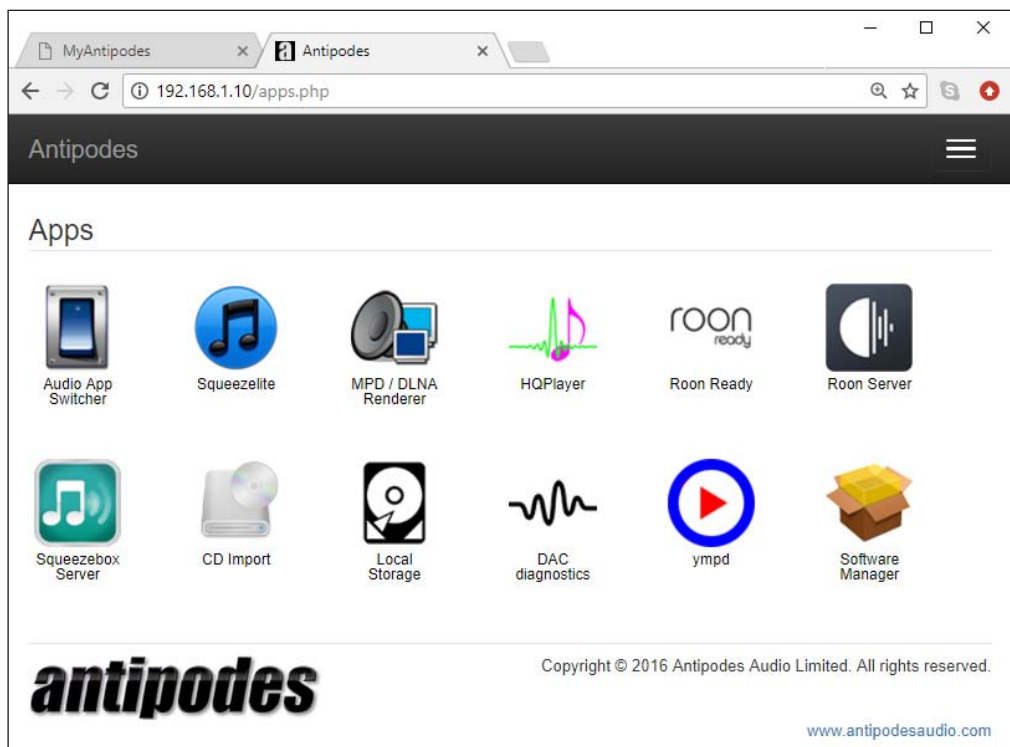 MyAntipodes
Antipodes
192.168.1.10/apps.php
Antipodes
Apps
Audio App
Switcher
Squeezelite
MPD / DLNA
Renderer
HQPlayer
roon
ready
Roon Ready
Roon Server
Squeezebox
Server
CD Import
Local
Storage
DAC
diagnostics
ympd
Software
Manager
antipodes
Copyright © 2016 Antipodes Audio Limited. All rights reserved.
www.antipodesaudio.com